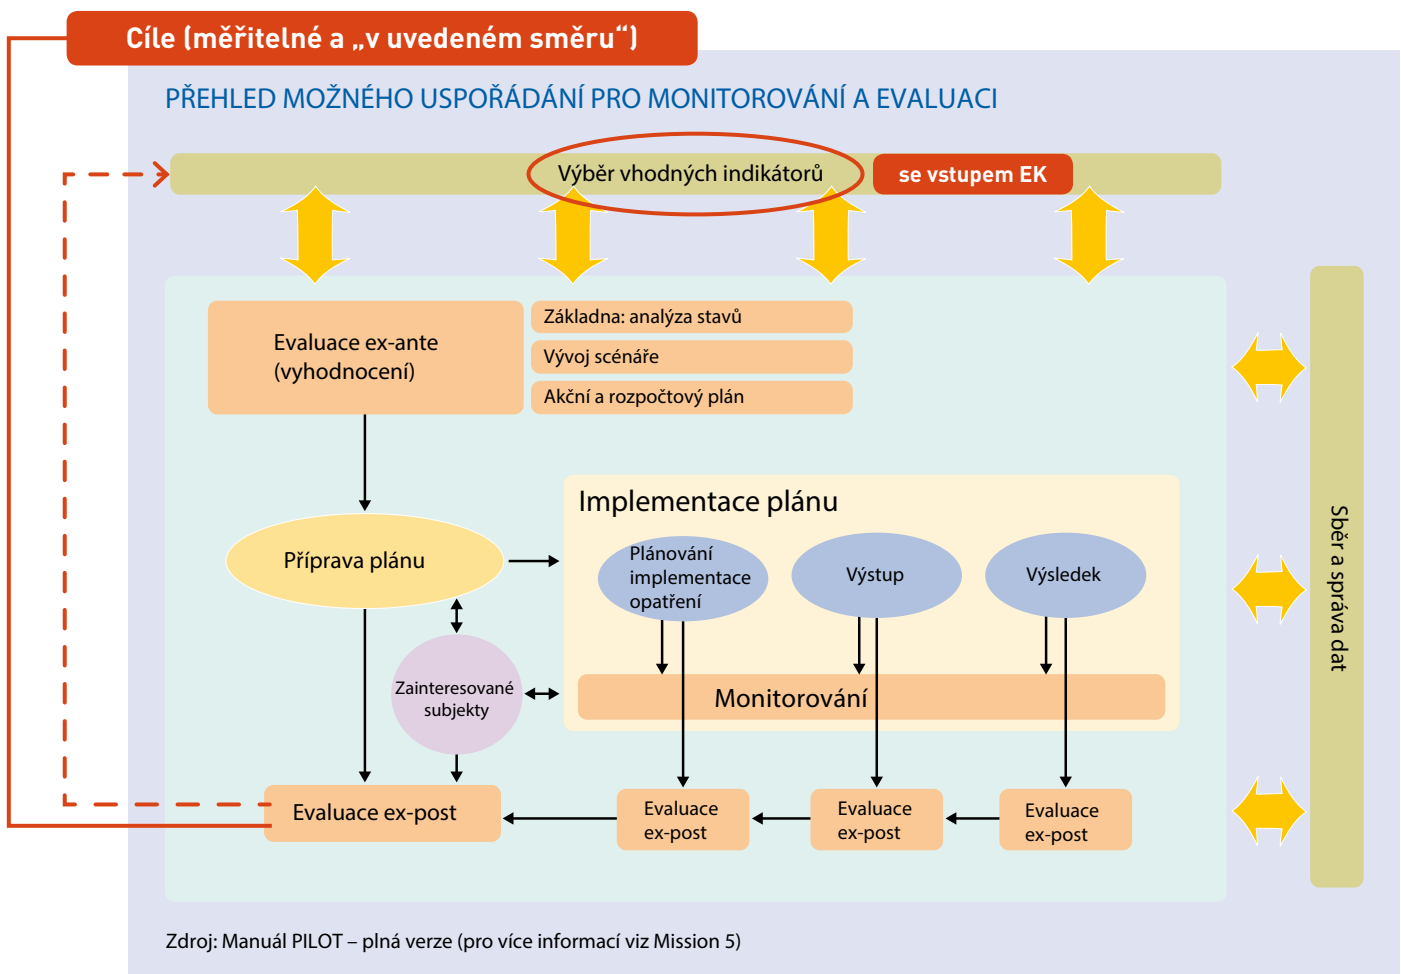 Cíle (měřitelné a „v uvedeném směru“)
PŘEHLED MOŽNÉHO USPOŘÁDÁNÍ PRO MONITOROVÁNÍ A EVALUACI
Výběr vhodných indikátorů
se vstupem EK
Evaluace ex-ante
(vyhodnocení)
Základna: analýza stavů
Vývoj scénáře
Akční a rozpočtový plán
Implementace plánu
Příprava plánu
Plánování
implementace
opatření
Výstup
Výsledek
Zainteresované
subjekty
Monitorování
Evaluace ex-post
Evaluace
ex-post
Evaluace
ex-post
Evaluace
ex-post
Sběr a správa dat
Zdroj: Manuál PILOT – plná verze (pro více informací viz Mission 5)